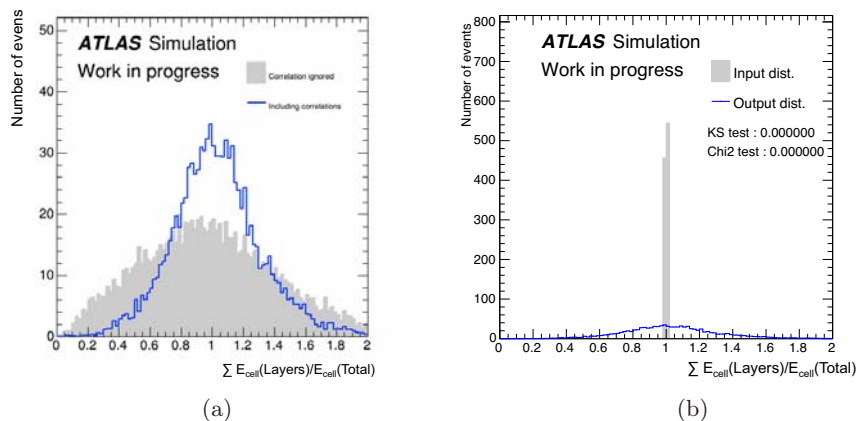 Number of evens
50
40
30
20
10
0
ATLAS Simulation
Work in progress
Correlation ignored
Including correlations
0 0.2 0.4 0.6 0.8 1 1.2 1.4 1.6 1.8 2
∑ E_cell(Layers)/E_cell(Total)
(a)
Number of events
800
700
600
500
400
300
200
100
0
ATLAS Simulation
Work in progress
Input dist.
Output dist.
KS test : 0.000000
Chi2 test : 0.000000
0 0.2 0.4 0.6 0.8 1 1.2 1.4 1.6 1.8 2
∑ E_cell(Layers)/E_cell(Total)
(b)